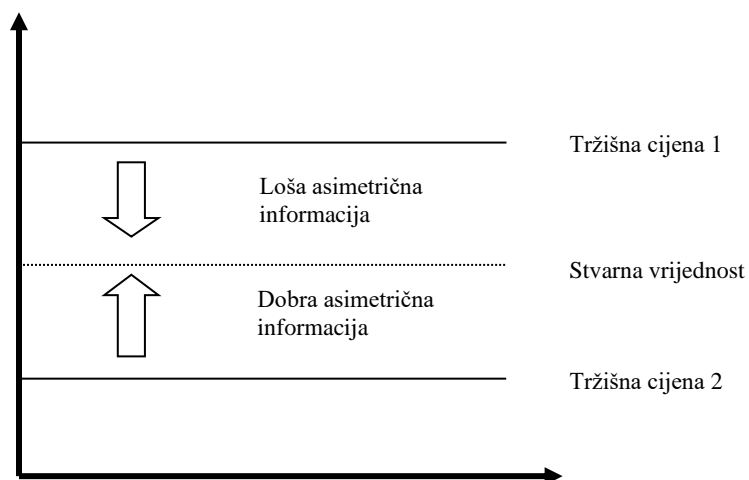 Tržišna cijena 1
Loša asimetrična
informacija
Stvarna vrijednost
Dobra asimetrična
informacija
Tržišna cijena 2